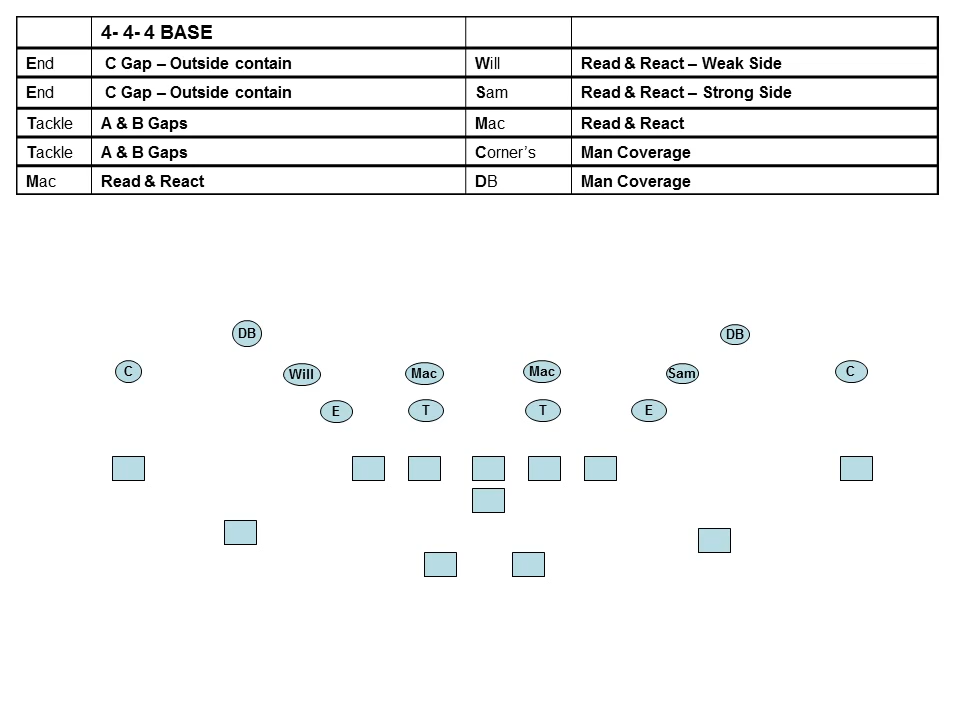 4- 4- 4 BASE
End C Gap – Outside contain Will Read & React – Weak Side
End C Gap – Outside contain Sam Read & React – Strong Side
Tackle A & B Gaps Mac Read & React
Tackle A & B Gaps Corner’s Man Coverage
Mac Read & React DB Man Coverage
DB DB
C Will Mac Mac Sam C
E T T E